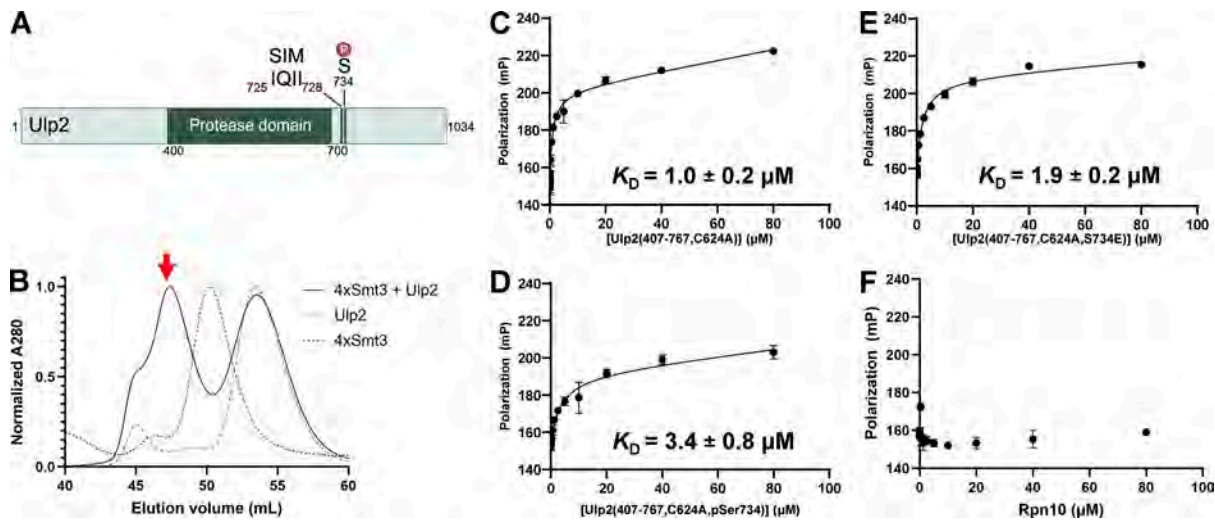 A
SIM
P
S
725 IQII 728
734
1
Ulp2
Protease domain
1034
400
700
B
Normalized A280
1.0
0.5
0.0
40
45
50
55
60
Elution volume (mL)
4xSmt3 + Ulp2
Ulp2
4xSmt3
C
Polarization (mP)
220
200
180
160
140
0
20
40
60
80
100
KD = 1.0 ± 0.2 µM
[Ulp2(407-767,C624A)] (µM)
D
Polarization (mP)
220
200
180
160
140
0
20
40
60
80
100
KD = 3.4 ± 0.8 µM
[Ulp2(407-767,C624A,pSer734)] (µM)
E
Polarization (mP)
220
200
180
160
140
0
20
40
60
80
100
KD = 1.9 ± 0.2 µM
[Ulp2(407-767,C624A,S734E)] (µM)
F
Polarization (mP)
220
200
180
160
140
0
20
40
60
80
100
Rpn10 (µM)